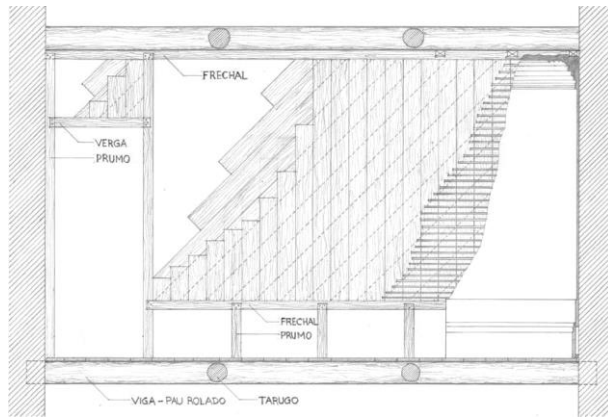 FRECHAL
VERGA
PRUMO
FRECHAL
PRUMO
VIGA-PAU ROLADO
TARUGO